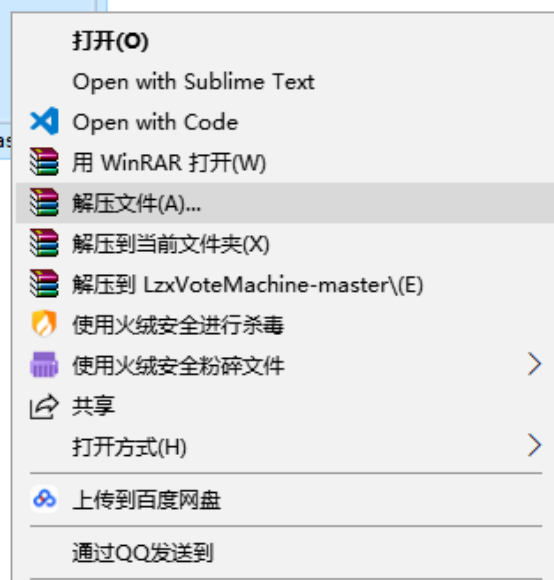 打开(O)
Open with Sublime Text
Open with Code
用 WinRAR 打开(W)
解压文件(A)...
解压到当前文件夹(X)
解压到 LzxVoteMachine-master\(E)
使用火绒安全进行杀毒
使用火绒安全粉碎文件
共享
打开方式(H)
上传到百度网盘
通过QQ发送到